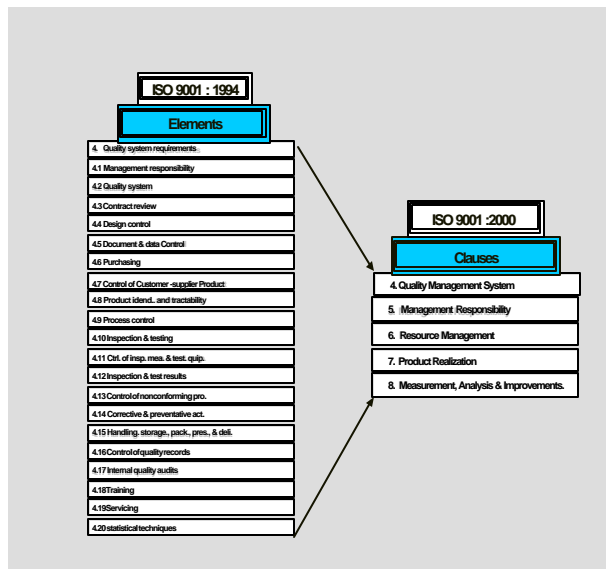 ISO 9001 : 1994
Elements
4. Quality system requirements
4.1 Management responsibility
4.2 Quality system
4.3 Contract review
4.4 Design control
4.5 Document & data Control
4.6 Purchasing
4.7 Control of Customer -supplier Product
4.8 Product idend.. and tractability
4.9 Process control
4.10 Inspection & testing
4.11 Ctrl. of insp. mea. & test. quip.
4.12 Inspection & test results
4.13 Control of nonconforming pro.
4.14 Corrective & preventative act.
4.15 Handling. storage., pack., pres., & deli.
4.16 Control of quality records
4.17 Internal quality audits
4.18 Training
4.19 Servicing
4.20 statistical techniques
ISO 9001 :2000
Clauses
4. Quality Management System
5. Management Responsibility
6. Resource Management
7. Product Realization
8. Measurement, Analysis & Improvements.